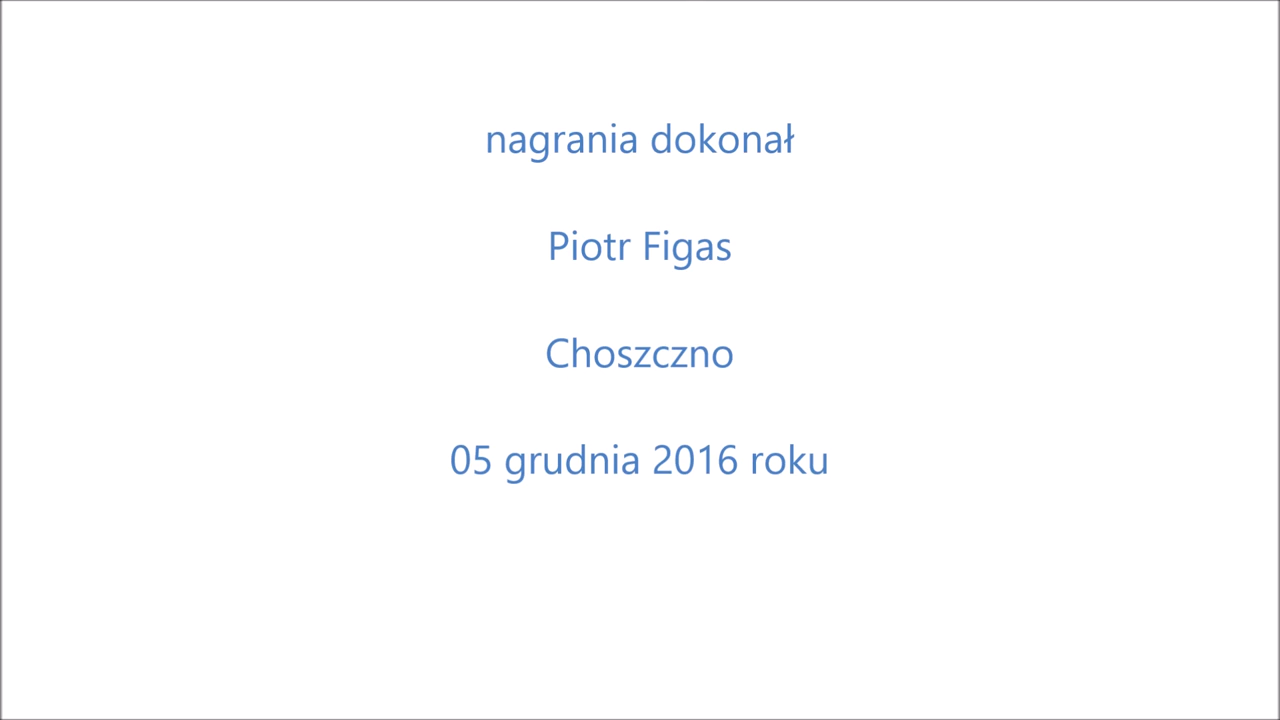 nagrania dokonał
Piotr Figas
Choszczno
05 grudnia 2016 roku